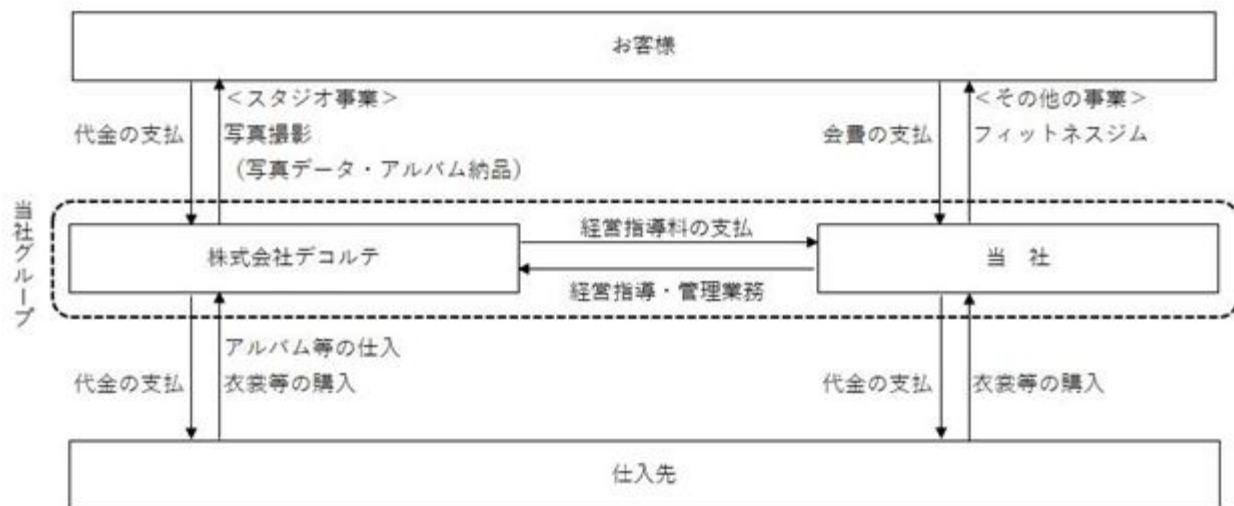 お客様
<スタジオ事業>
代金の支払
写真撮影
(写真データ・アルバム納品)
<その他の事業>
会費の支払
フィットネスジム
当社グループ
株式会社デコルテ
経営指導料の支払
経営指導・管理業務
当 社
アルバム等の仕入
代金の支払
衣裳等の購入
代金の支払
衣裳等の購入
仕入先